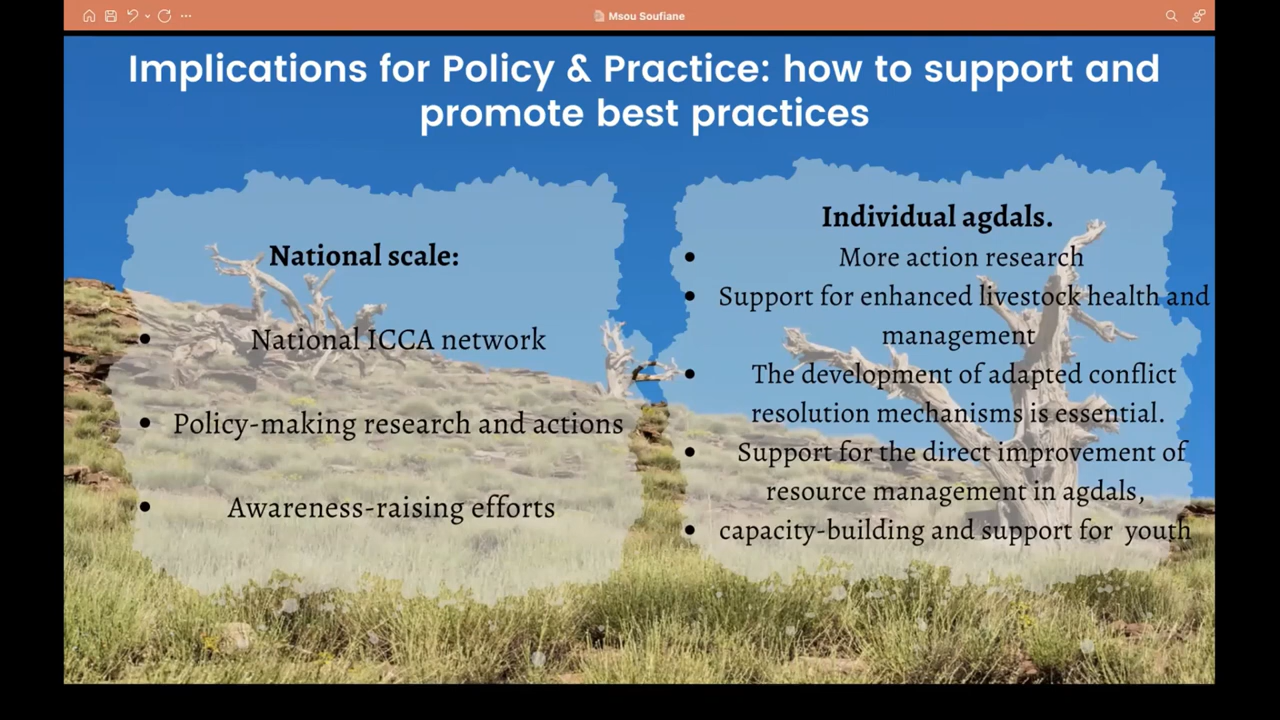 Msou Soufiane
Implications for Policy & Practice: how to support and
promote best practices
National scale:
National ICCA network
Policy-making research and actions
Awareness-raising efforts
Individual agdals.
More action research
Support for enhanced livestock health and
management
The development of adapted conflict
resolution mechanisms is essential.
Support for the direct improvement of
resource management in agdals,
capacity-building and support for youth